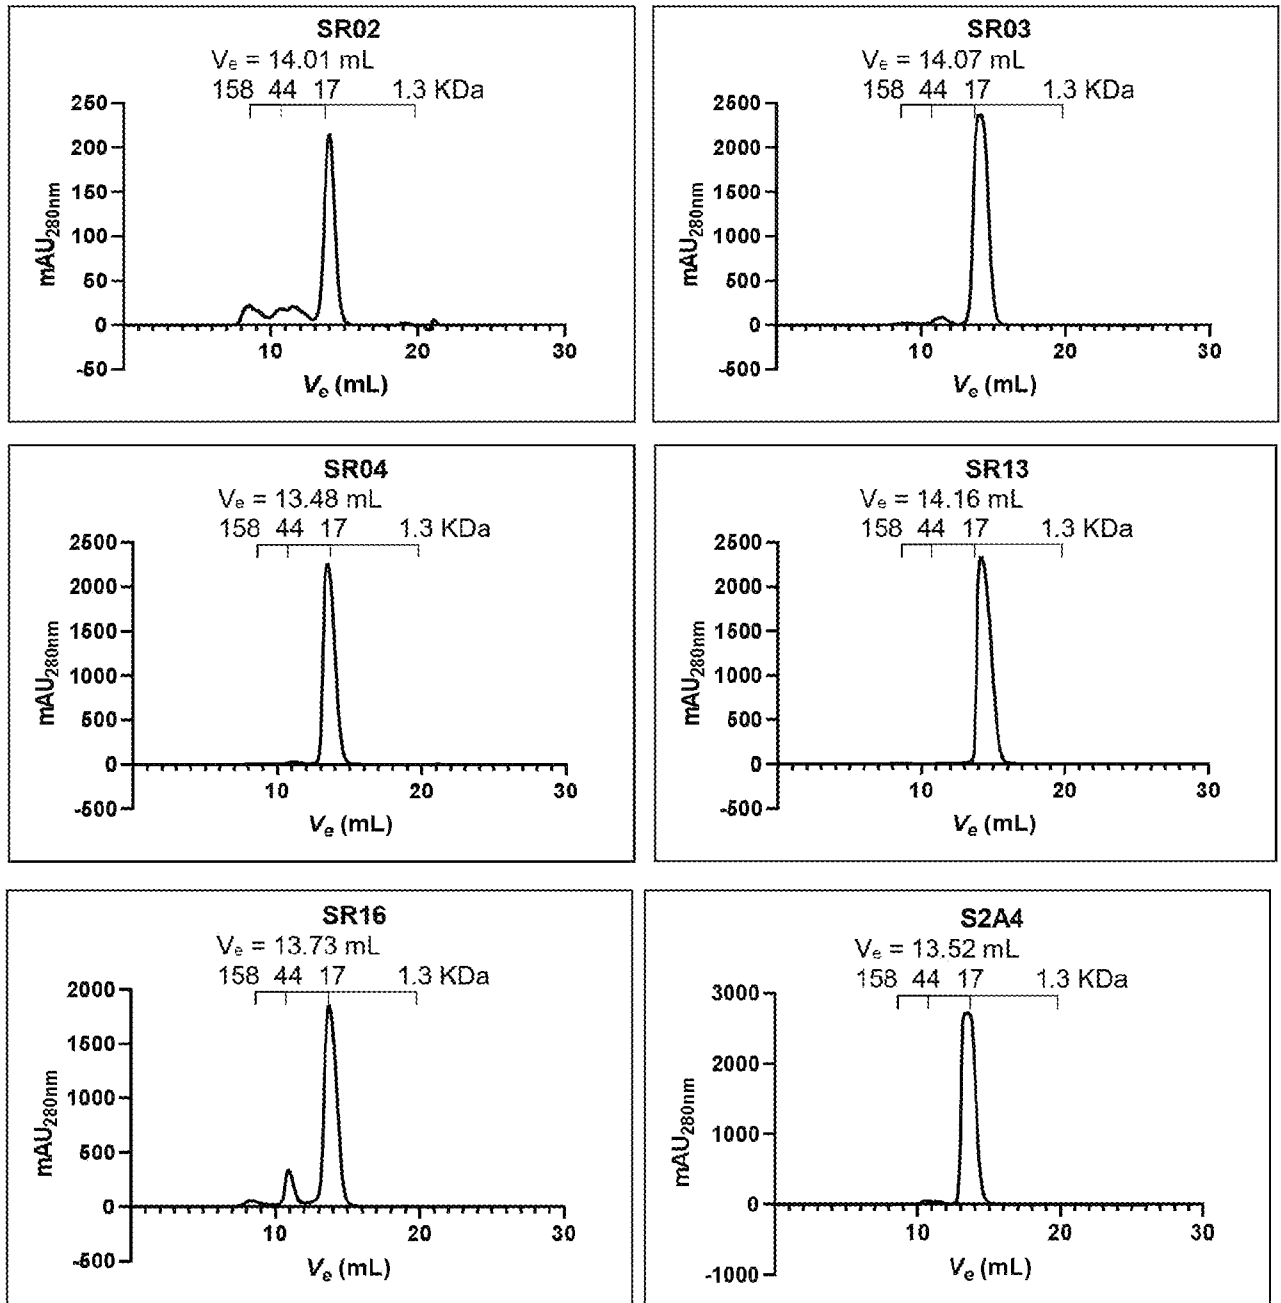 SR02
Vₑ = 14.01 mL
158 44 17 1.3 KDa
250
200
150
100
50
0
-50
mAU280nm
10 20 30
Vₑ (mL)
SR03
Vₑ = 14.07 mL
158 44 17 1.3 KDa
2500
2000
1500
1000
500
0
-500
mAU280nm
10 20 30
Vₑ (mL)
SR04
Vₑ = 13.48 mL
158 44 17 1.3 KDa
2500
2000
1500
1000
500
0
-500
mAU280nm
10 20 30
Vₑ (mL)
SR13
Vₑ = 14.16 mL
158 44 17 1.3 KDa
2500
2000
1500
1000
500
0
-500
mAU280nm
10 20 30
Vₑ (mL)
SR16
Vₑ = 13.73 mL
158 44 17 1.3 KDa
2000
1500
1000
500
0
-500
mAU280nm
10 20 30
Vₑ (mL)
S2A4
Vₑ = 13.52 mL
158 44 17 1.3 KDa
3000
2000
1000
0
-1000
mAU280nm
10 20 30
Vₑ (mL)